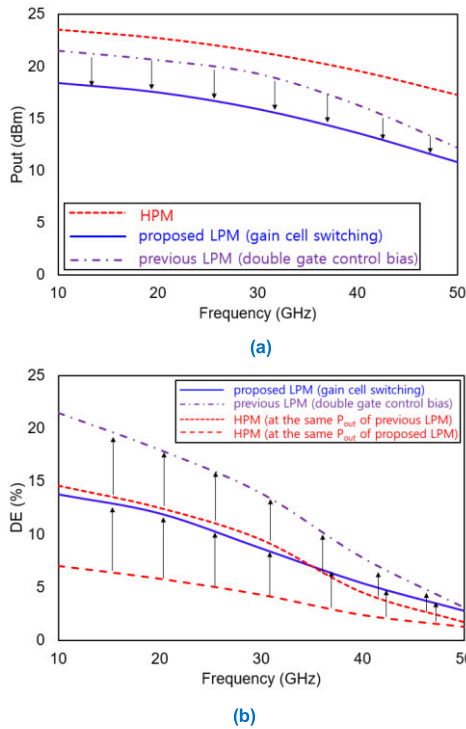 25
20
15
10
5
0
Pout (dBm)
HPM
proposed LPM (gain cell switching)
previous LPM (double gate control bias)
10 20 30 40 50
Frequency (GHz)
(a)
25
20
15
10
5
0
DE (%)
proposed LPM (gain cell switching)
previous LPM (double gate control bias)
HPM (at the same Pout of previous LPM)
HPM (at the same Pout of proposed LPM)
10 20 30 40 50
Frequency (GHz)
(b)